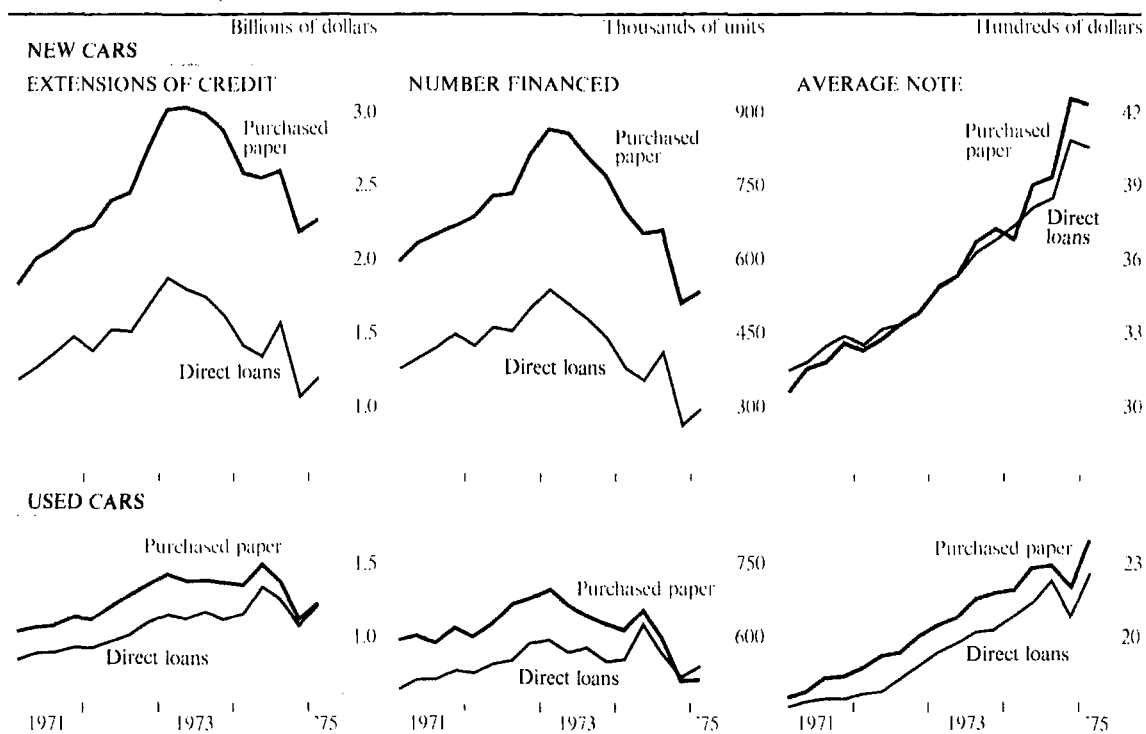 Billions of dollars Thousands of units Hundreds of dollars
NEW CARS
EXTENSIONS OF CREDIT NUMBER FINANCED AVERAGE NOTE
3.0 900 42
Purchased paper
Purchased paper
Purchased paper
2.5 750 39
Direct loans
2.0 600 36
1.5 450 33
Direct loans Direct loans
1.0 300 30
USED CARS
Purchased paper Purchased paper
1.5 750 23
Purchased paper
1.0 600 20
Direct loans Direct loans Direct loans
1971 1973 '75 1971 1973 '75 1971 1973 '75